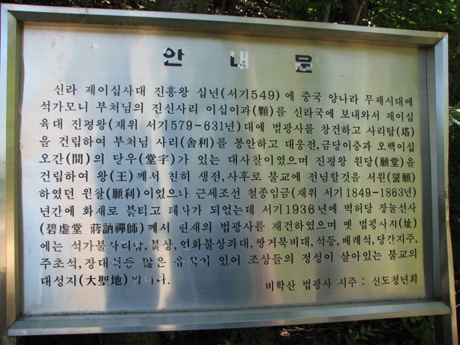 안 내 문
신라 제이십사대 진흥왕 십년(서기549) 에 중국 양나라 무제시대에
석가모니 부처님의 진신사리 이십이과(顆)를 신라국에 보내와서 제이십
육대 진평왕(재위 서기579-631년)대에 법광사를 창건하고 사리탑(塔)
을 건립하여 부처님 사리(舍利)를 봉안하고 대웅전,금당이층과 오백이십
오간(間)의 당우(堂宇)가 있는 대사찰이였으며 진평왕 원당(願堂)을
건립하여 왕(王)께서 친히 생전,사후로 불교에 전념할것을 서원(誓願)
하였던 원찰(願刹)이였으나 근세조선 철종임금(재위 서기1849-1863년)
년간에 화재로 불타고 폐사가 되었는데 서기1936년에 벽허당 장눌선사
(碧虛堂 蔣訥禪師)께서 현재의 법광사를 재건하였으며 옛 법광사지(址)
에는 석가불사리탑,불상,연화불상좌대,쌍거북비대,석등,배례석,당간지주,
주초석,장대석등 많은 유적이 있어 조상들의 정성이 살아있는 불교의
대성지(大聖地)
비학산 법광사 시주 : 신도청년회